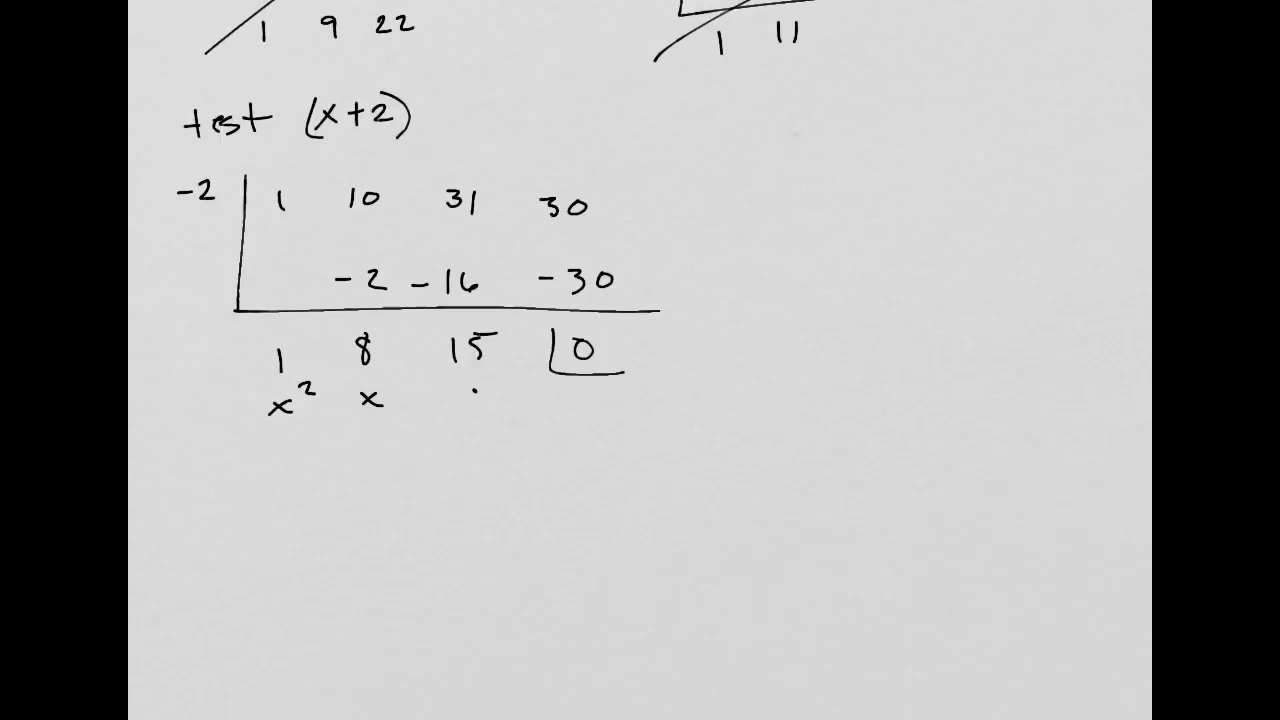 1 9 22
1 11
test (x+2)
-2 1 10 31 30
-2 -16 -30
1 8 15 0
x² x .